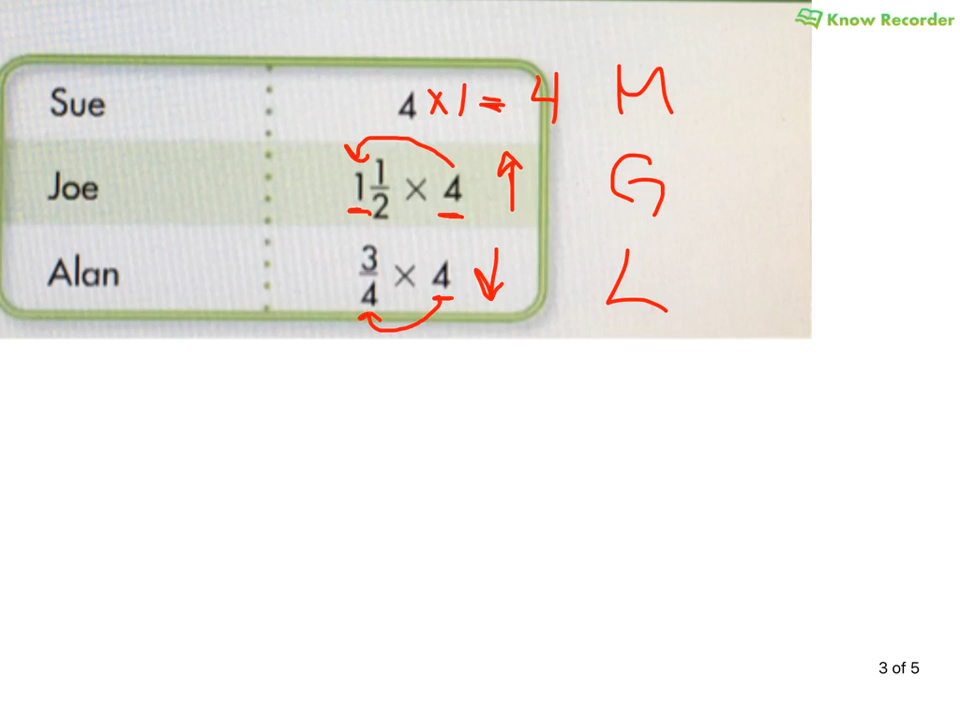 Know Recorder
Sue 4 x 1 = 4 M
Joe 1 1/2 × 4 ↑ G
Alan 3/4 × 4 ↓ L
3 of 5